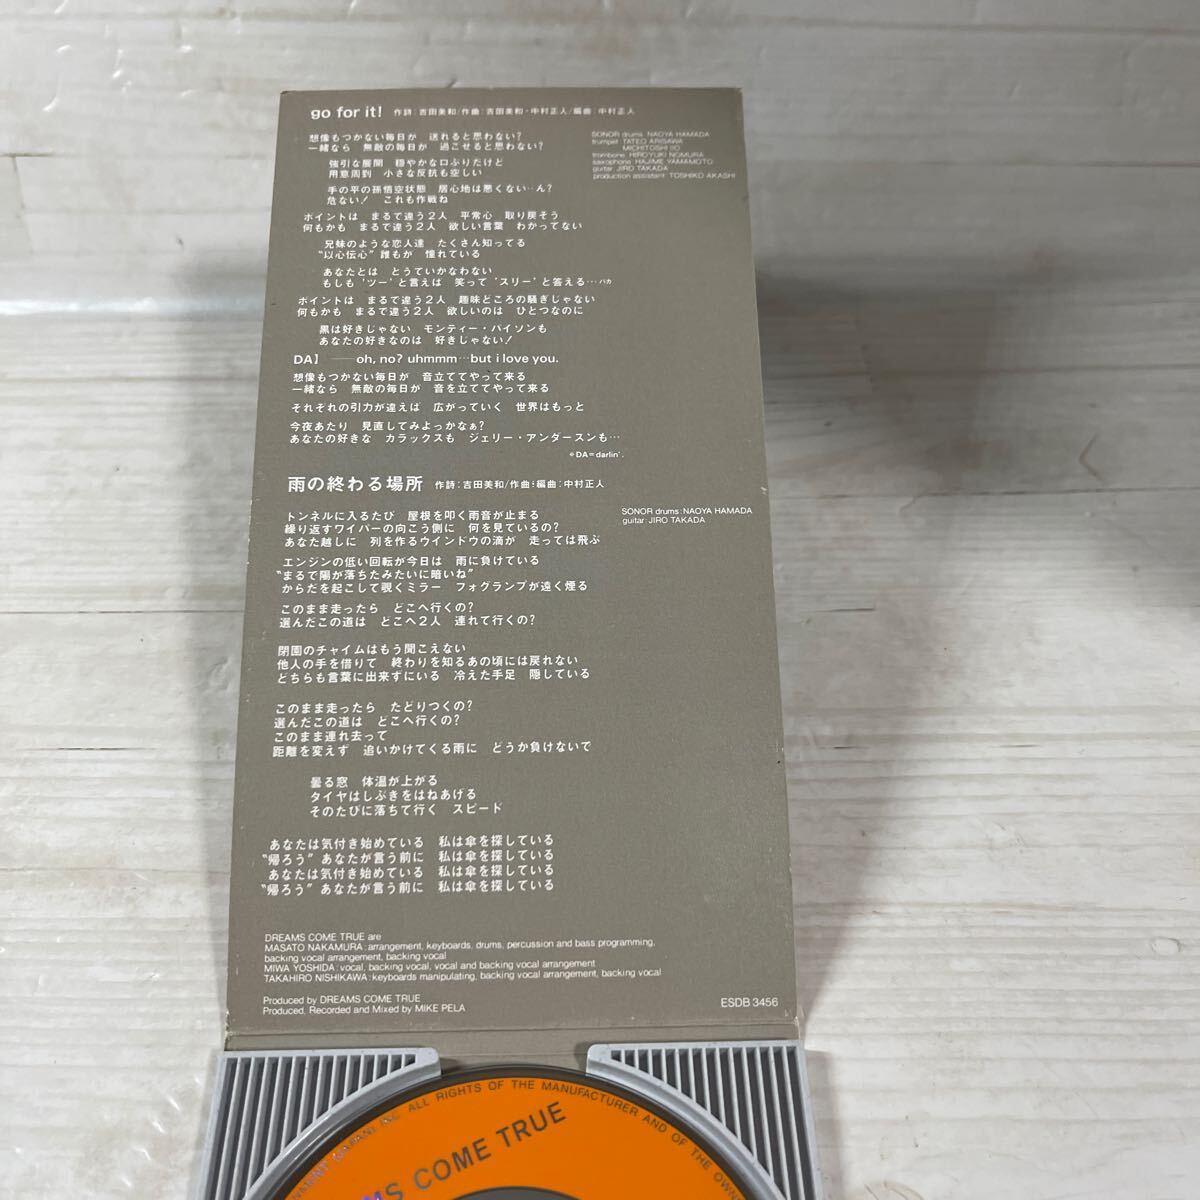 go for it! 作詩:吉田美和/作曲:吉田美和・中村正人/編曲:中村正人
SONOR drums: NAOYA HAMADA
trumpet: TATEO ARISAWA
MICHITOSHI IIO
trombone: HIROYUKI NOMURA
saxophone: HAJIME YAMAMOTO
guitar: JIRO TAKADA
production assistant: TOSHIKO AKASHI
想像もつかない毎日が 送れると思わない?
一緒なら 無敵の毎日が 過ごせると思わない?
強引な展開 穏やかな口ぶりだけど
用意周到 小さな反抗も空しい
手の平の孫悟空状態 居心地は悪くない‥ん?
危ない! これも作戦ね
ポイントは まるで違う2人 平常心 取り戻そう
何もかも まるで違う2人 欲しい言葉 わかってない
兄妹のような恋人達 たくさん知ってる
“以心伝心” 誰もが 憧れている
あなたとは とうていかなわない
もしも ‘ツー’ と言えば 笑って ‘スリー’ と答える…バカ
ポイントは まるで違う2人 趣味どころの騒ぎじゃない
何もかも まるで違う2人 欲しいのは ひとつなのに
黒は好きじゃない モンティー・パイソンも
あなたの好きなのは 好きじゃない!
DA】 ——oh, no? uhmmm…but i love you.
想像もつかない毎日が 音立ててやって来る
一緒なら 無敵の毎日が 音を立ててやって来る
それぞれの引力が違えば 広がっていく 世界はもっと
今夜あたり 見直してみよっかなぁ?
あなたの好きな カラックスも ジェリー・アンダースンも…
※DA=darlin'.
雨の終わる場所 作詩:吉田美和/作曲・編曲:中村正人
SONOR drums: NAOYA HAMADA
guitar: JIRO TAKADA
トンネルに入るたび 屋根を叩く雨音が止まる
繰り返すワイパーの向こう側に 何を見ているの?
あなた越しに 列を作るウインドウの滴が 走っては飛ぶ
エンジンの低い回転が今日は 雨に負けている
“まるで陽が落ちたみたいに暗いね”
からだを起こして覗くミラー フォグランプが遠く煙る
このまま走ったら どこへ行くの?
選んだこの道は どこへ2人 連れて行くの?
閉園のチャイムはもう聞こえない
他人の手を借りて 終わりを知るあの頃には戻れない
どちらも言葉に出来ずにいる 冷えた手足 隠している
このまま走ったら たどりつくの?
選んだこの道は どこへ行くの?
このまま連れ去って
距離を変えず 追いかけてくる雨に どうか負けないで
曇る窓 体温が上がる
タイヤはしぶきをはねあげる
そのたびに落ちて行く スピード
あなたは気付き始めている 私は傘を探している
“帰ろう” あなたが言う前に 私は傘を探している
あなたは気付き始めている 私は傘を探している
“帰ろう” あなたが言う前に 私は傘を探している
DREAMS COME TRUE are
MASATO NAKAMURA: arrangement, keyboards, drums, percussion and bass programming,
backing vocal arrangement, backing vocal
MIWA YOSHIDA: vocal, backing vocal, vocal and backing vocal arrangement
TAKAHIRO NISHIKAWA: keyboards manipulating, backing vocal arrangement, backing vocal
Produced by DREAMS COME TRUE
Produced, Recorded and Mixed by MIKE PELA
ESDB 3456
INC. ALL RIGHTS OF THE MANUFACTURER AND OF THE
COME TRUE